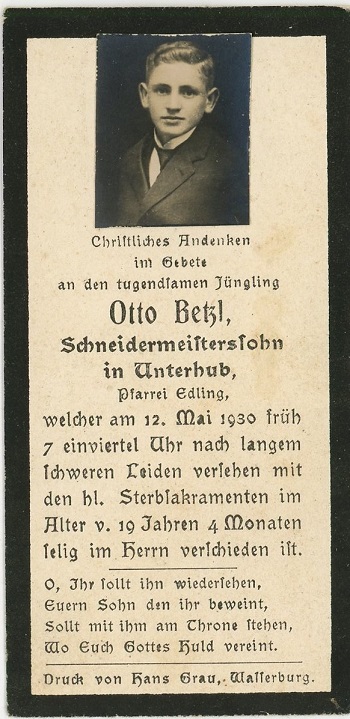 Chriſtliches Andenken
im Gebete
an den tugendſamen Jüngling
Otto Betzl,
Schneidermeiſtersſohn
in Unterhub,
Pfarrei Edling,
welcher am 12. Mai 1930 früh
7 einviertel Uhr nach langem
ſchweren Leiden verſehen mit
den hl. Sterbſakramenten im
Alter v. 19 Jahren 4 Monaten
ſelig im Herrn verſchieden iſt.
O, Ihr ſollt ihn wiederſehen,
Euern Sohn den ihr beweint,
Sollt mit ihm am Throne ſtehen,
Wo Euch Gottes Huld vereint.
Druck von Hans Grau, Waſſerburg.